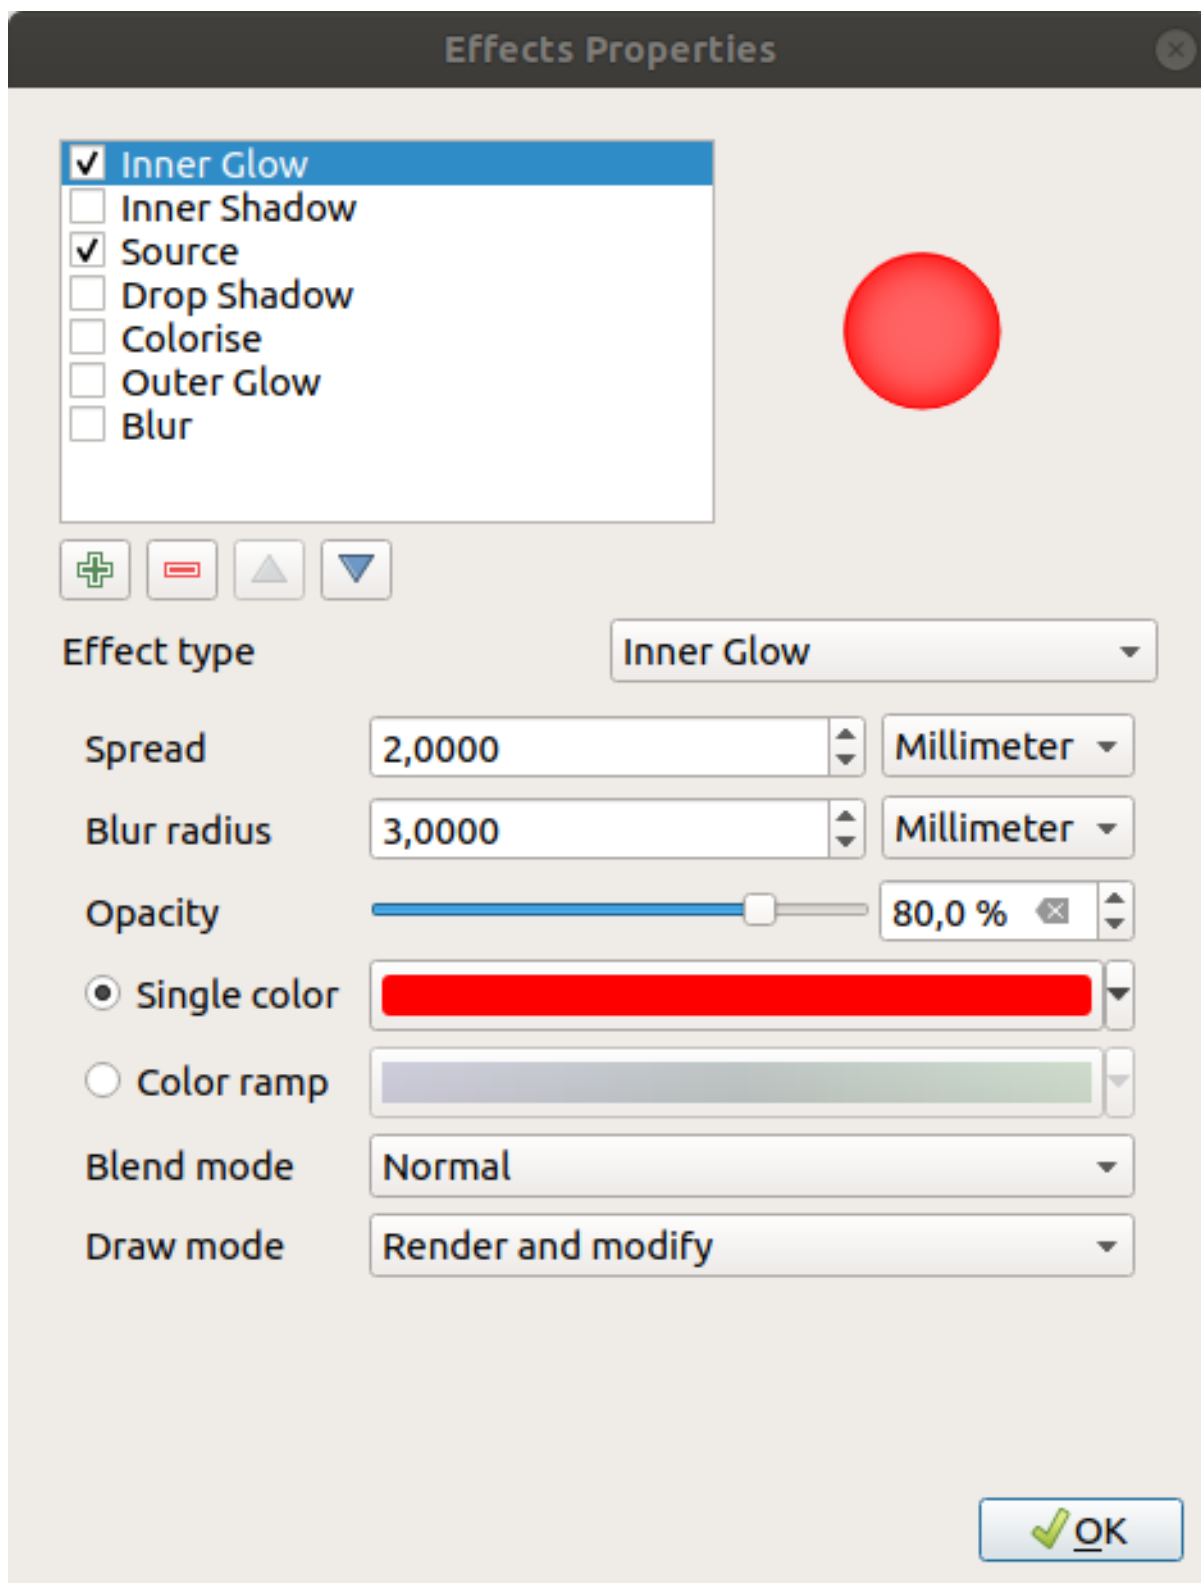 Effects Properties
Inner Glow
Inner Shadow
Source
Drop Shadow
Colorise
Outer Glow
Blur
Effect type Inner Glow
Spread 2,0000 Millimeter
Blur radius 3,0000 Millimeter
Opacity 80,0 %
Single color
Color ramp
Blend mode Normal
Draw mode Render and modify
OK